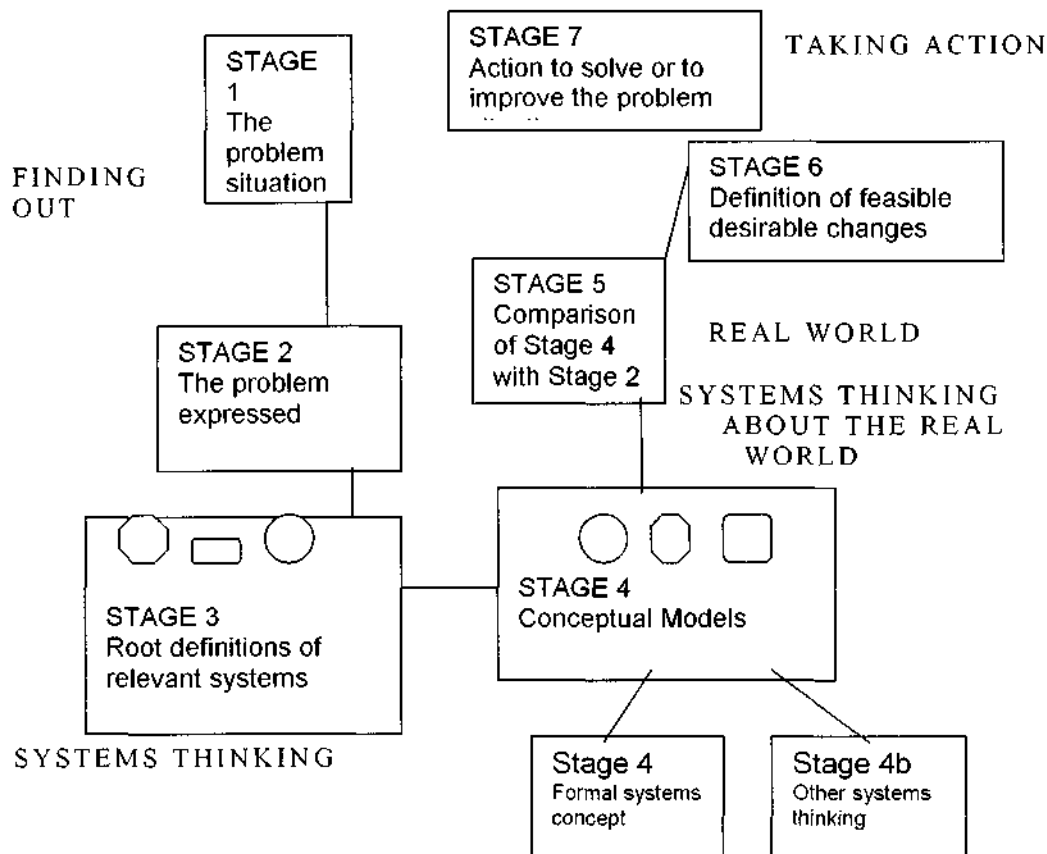 STAGE
1
The
problem
situation
STAGE 7
Action to solve or to
improve the problem
TAKING ACTION
FINDING
OUT
STAGE 6
Definition of feasible
desirable changes
STAGE 5
Comparison
of Stage 4
with Stage 2
REAL WORLD
STAGE 2
The problem
expressed
SYSTEMS THINKING
ABOUT THE REAL
WORLD
STAGE 3
Root definitions of
relevant systems
STAGE 4
Conceptual Models
SYSTEMS THINKING
Stage 4
Formal systems
concept
Stage 4b
Other systems
thinking